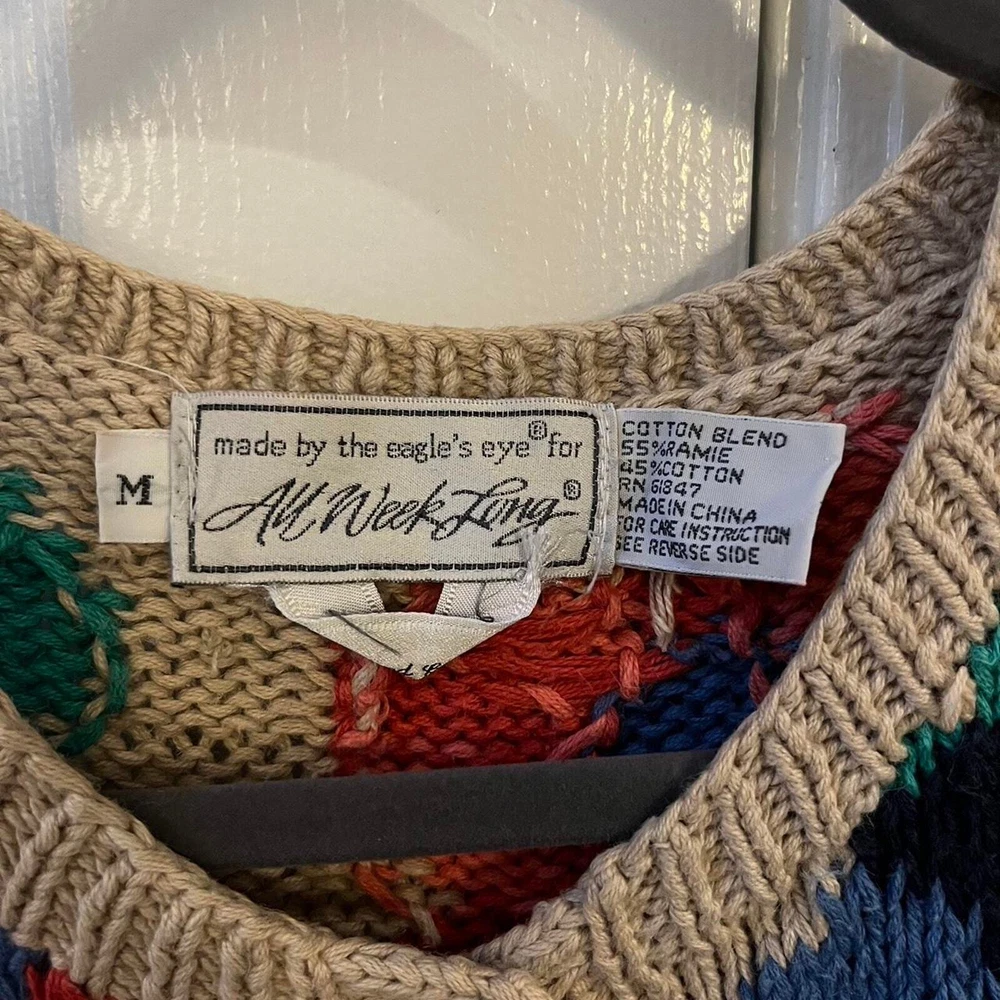 M
made by the eagle's eye® for
All Week Long®
COTTON BLEND
55%RAMIE
45%COTTON
RN 61847
MADE IN CHINA
FOR CARE INSTRUCTION
SEE REVERSE SIDE